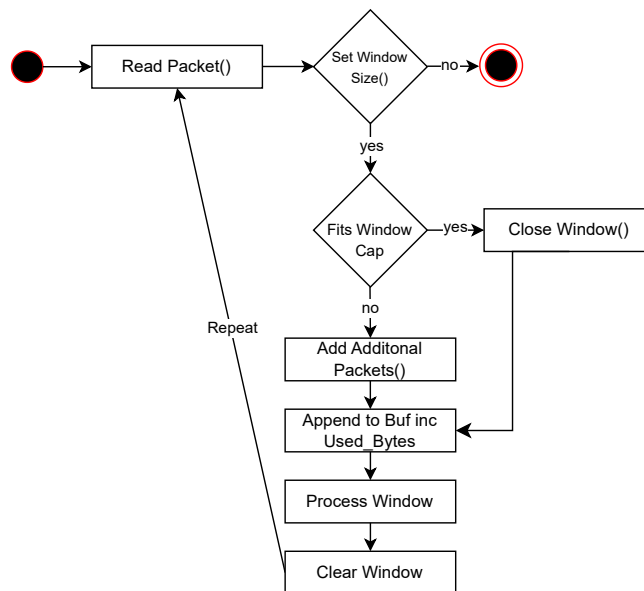 Read Packet()
Set Window
Size()
no
yes
Fits Window
Cap
yes
Close Window()
no
Repeat
Add Additonal
Packets()
Append to Buf inc
Used_Bytes
Process Window
Clear Window